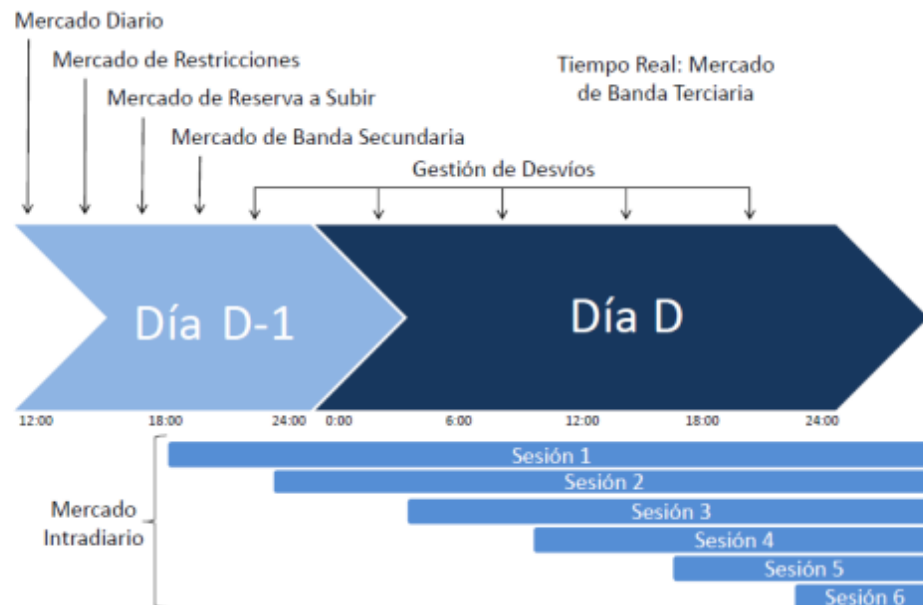 Mercado Diario
Mercado de Restricciones
Mercado de Reserva a Subir
Mercado de Banda Secundaria
Tiempo Real: Mercado
de Banda Terciaria
Gestión de Desvíos
Día D-1
Día D
12:00
18:00
24:00
0:00
6:00
12:00
18:00
24:00
Mercado
Intradiario
Sesión 1
Sesión 2
Sesión 3
Sesión 4
Sesión 5
Sesión 6